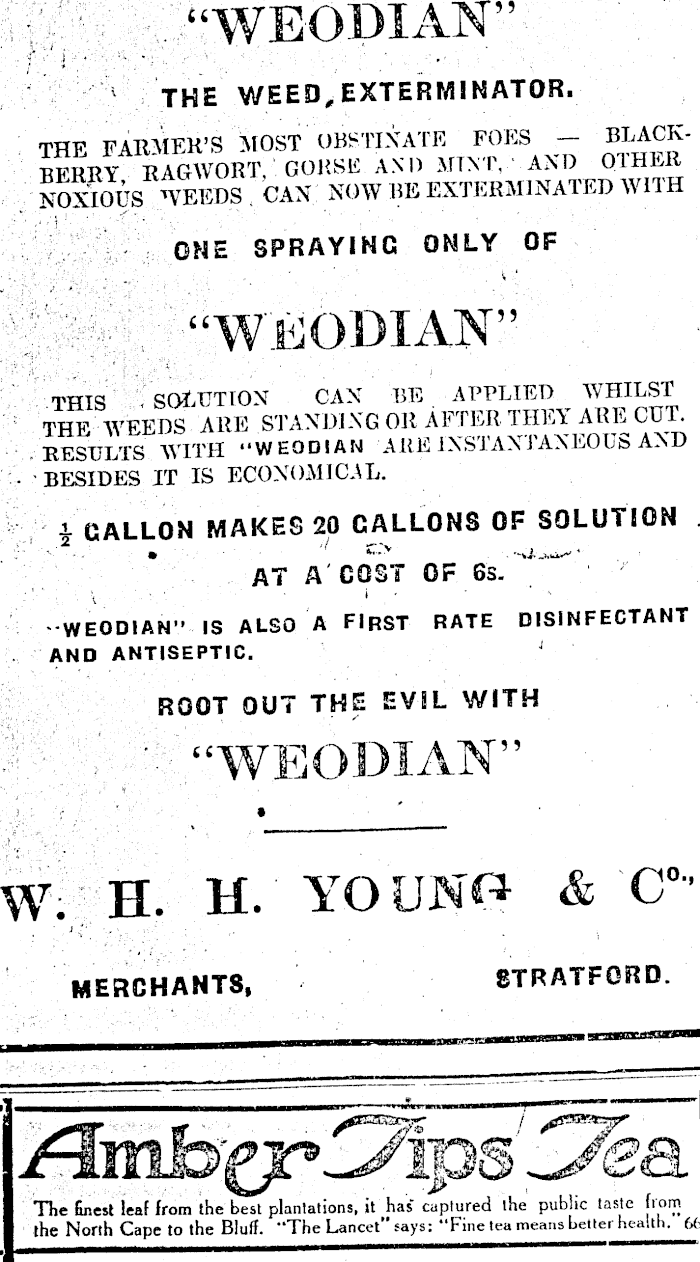 "WEODIAN"
THE WEED EXTERMINATOR.
THE FARMER'S MOST OBSTINATE FOES — BLACK-
BERRY, RAGWORT, GORSE AND MINT, AND OTHER
NOXIOUS WEEDS CAN NOW BE EXTERMINATED WITH
ONE SPRAYING ONLY OF
"WEODIAN"
THIS SOLUTION CAN BE APPLIED WHILST
THE WEEDS ARE STANDING OR AFTER THEY ARE CUT.
RESULTS WITH "WEODIAN ARE INSTANTANEOUS AND
BESIDES IT IS ECONOMICAL.
½ GALLON MAKES 20 GALLONS OF SOLUTION
AT A COST OF 6s.
"WEODIAN" IS ALSO A FIRST RATE DISINFECTANT
AND ANTISEPTIC.
ROOT OUT THE EVIL WITH
"WEODIAN"
W. H. H. YOUNG & Co.,
MERCHANTS, STRATFORD.
Amber Tips Tea
The finest leaf from the best plantations, it has captured the public taste from
the North Cape to the Bluff. "The Lancet" says: "Fine tea means better health." 66